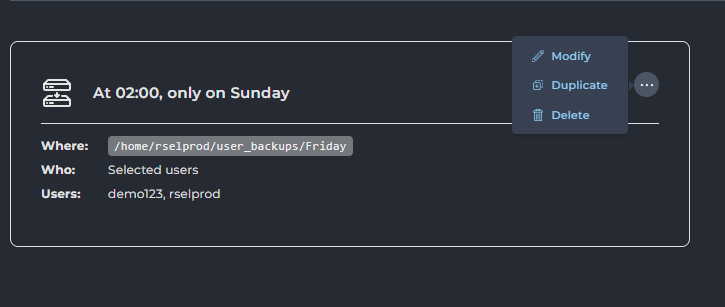 Modify
At 02:00, only on Sunday
Duplicate
Delete
Where: /home/rselprod/user_backups/Friday
Who: Selected users
Users: demo123, rselprod